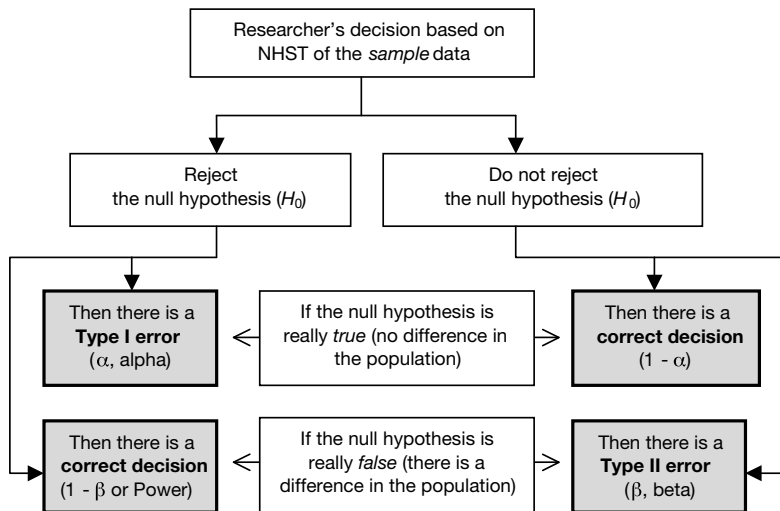 Researcher's decision based on
NHST of the sample data
Reject
the null hypothesis (H0)
Do not reject
the null hypothesis (H0)
Then there is a
Type I error
(α, alpha)
If the null hypothesis is
really true (no difference in
the population)
Then there is a
correct decision
(1 - α)
Then there is a
correct decision
(1 - β or Power)
If the null hypothesis is
really false (there is a
difference in the population)
Then there is a
Type II error
(β, beta)